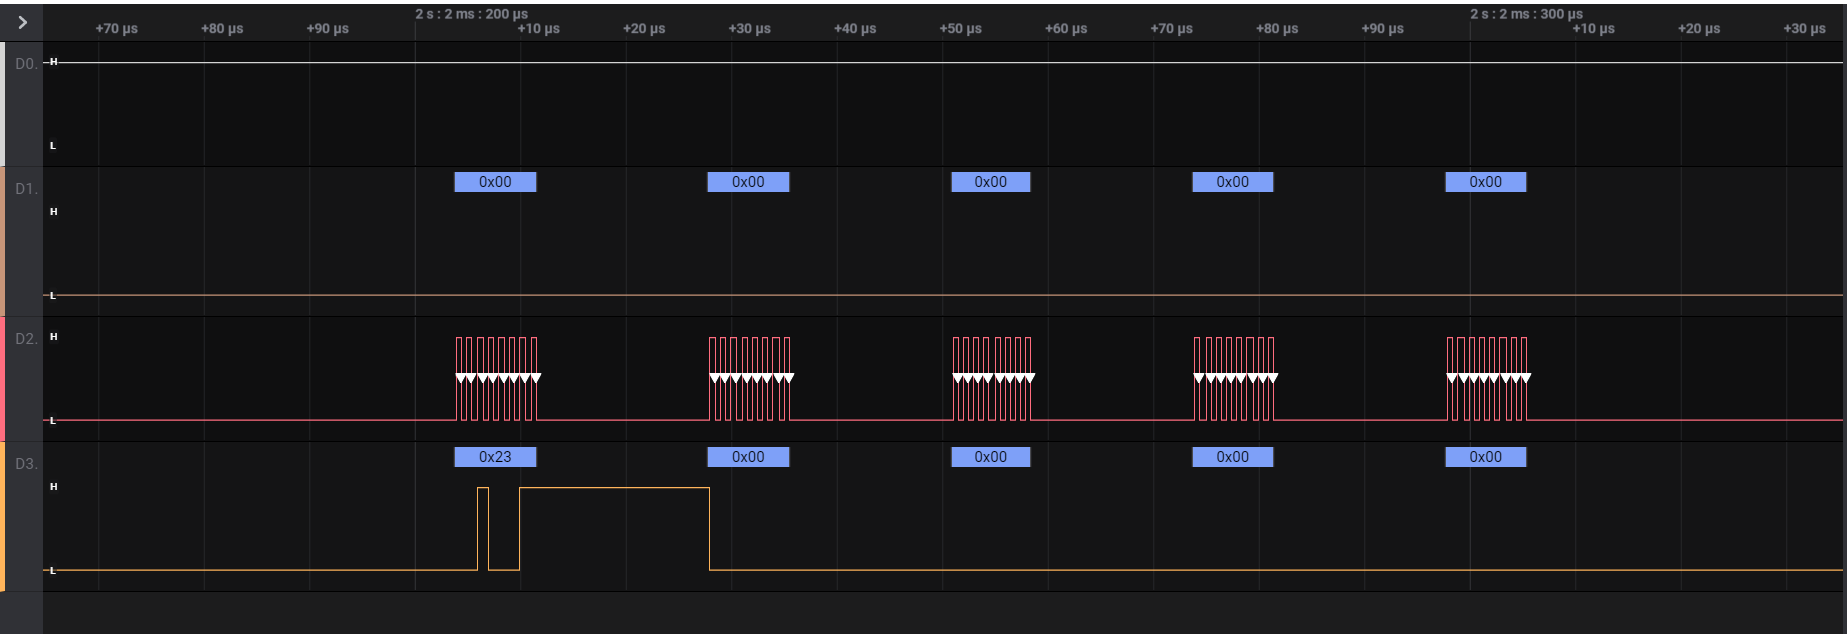 2 s : 2 ms : 200 µs 2 s : 2 ms : 300 µs
+70 µs +80 µs +90 µs +10 µs +20 µs +30 µs +40 µs +50 µs +60 µs +70 µs +80 µs +90 µs +10 µs +20 µs +30 µs
D0. H
L
0x00 0x00 0x00 0x00 0x00
D1.
H
L
D2. H
L
0x23 0x00 0x00 0x00 0x00
D3.
H
L